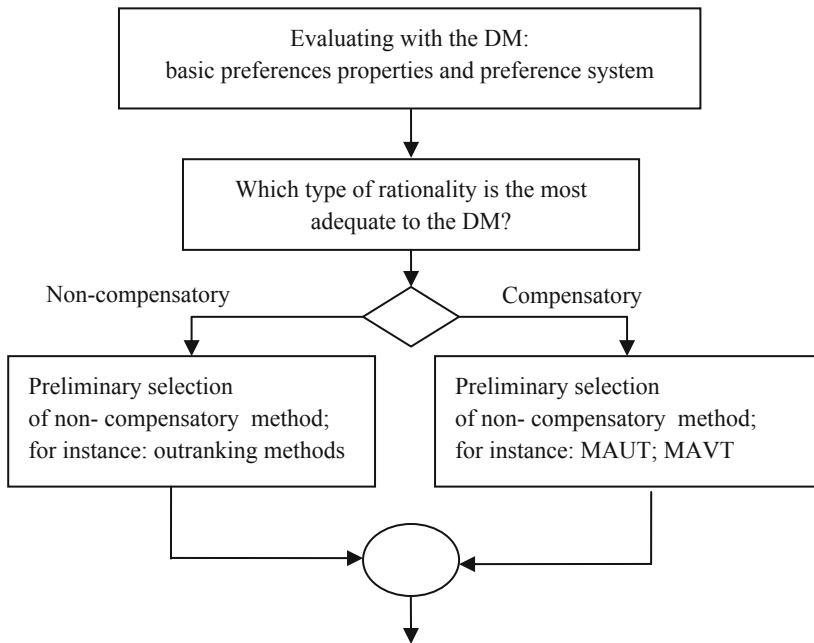 Evaluating with the DM:
basic preferences properties and preference system
Which type of rationality is the most
adequate to the DM?
Non-compensatory
Compensatory
Preliminary selection
of non- compensatory method;
for instance: outranking methods
Preliminary selection
of non- compensatory method;
for instance: MAUT; MAVT